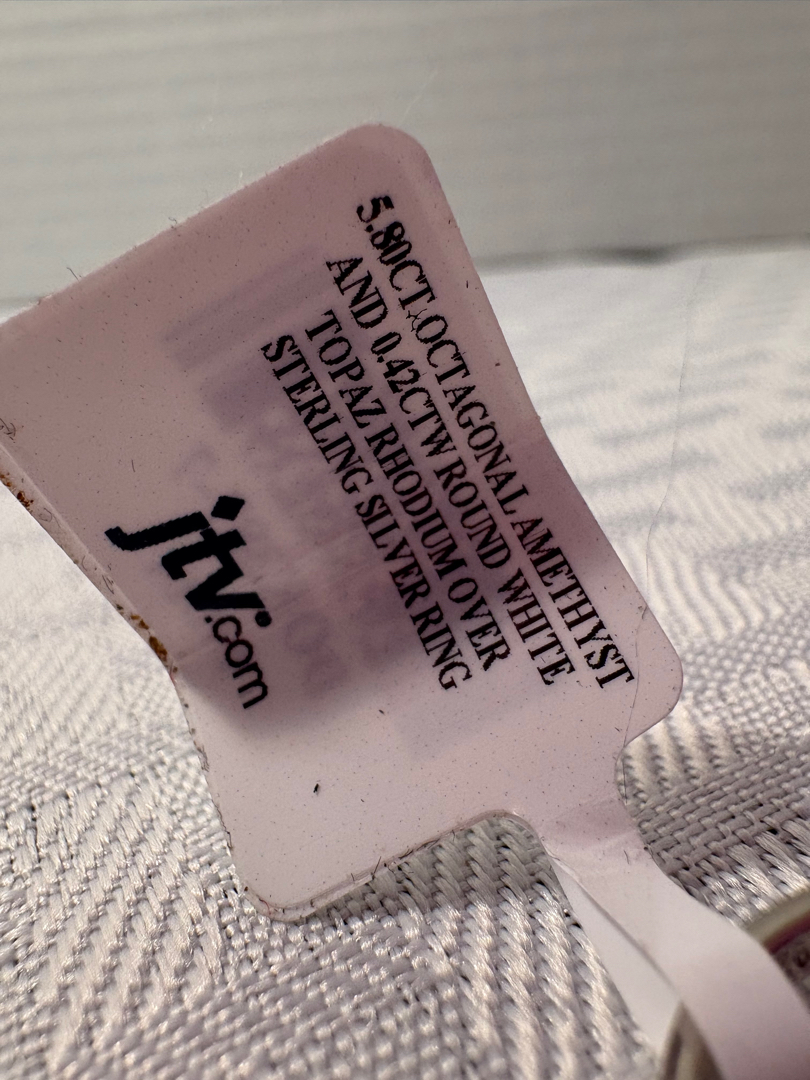 5.80CT OCTAGONAL AMETHYST
AND 0.42CTW ROUND WHITE
TOPAZ RHODIUM OVER
STERLING SILVER RING
jtv.com